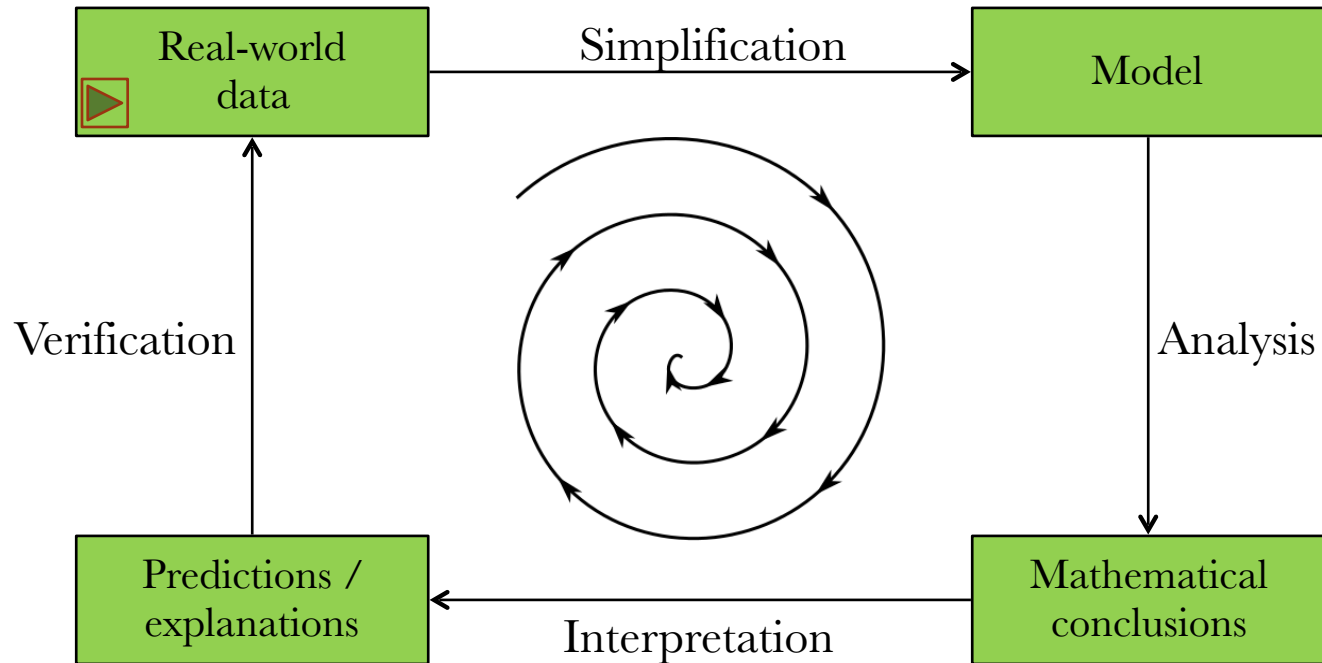 Real-world
data
Simplification
Model
Verification
Analysis
Predictions /
explanations
Interpretation
Mathematical
conclusions